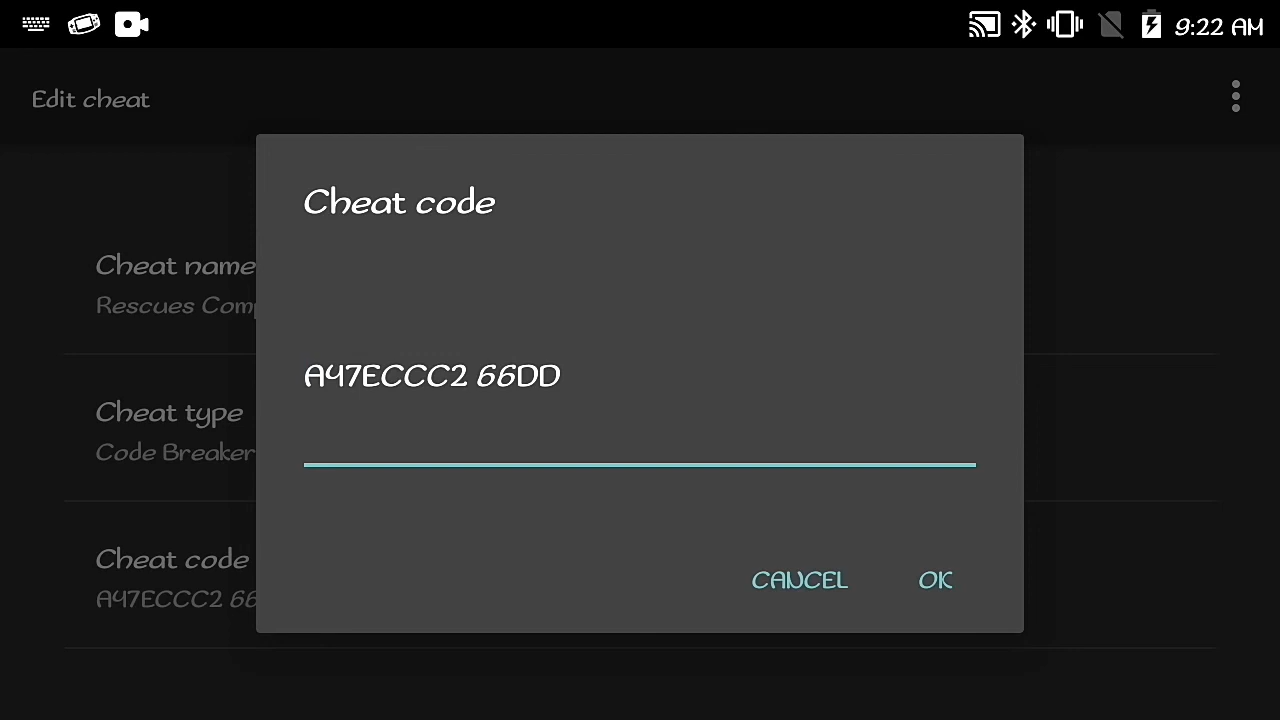 9:22 AM
Edit cheat
Cheat code
Cheat name
Rescues Com
A47ECCC2 66DD
Cheat type
Code Breaker
Cheat code
A47ECCC2 66
CANCEL OK